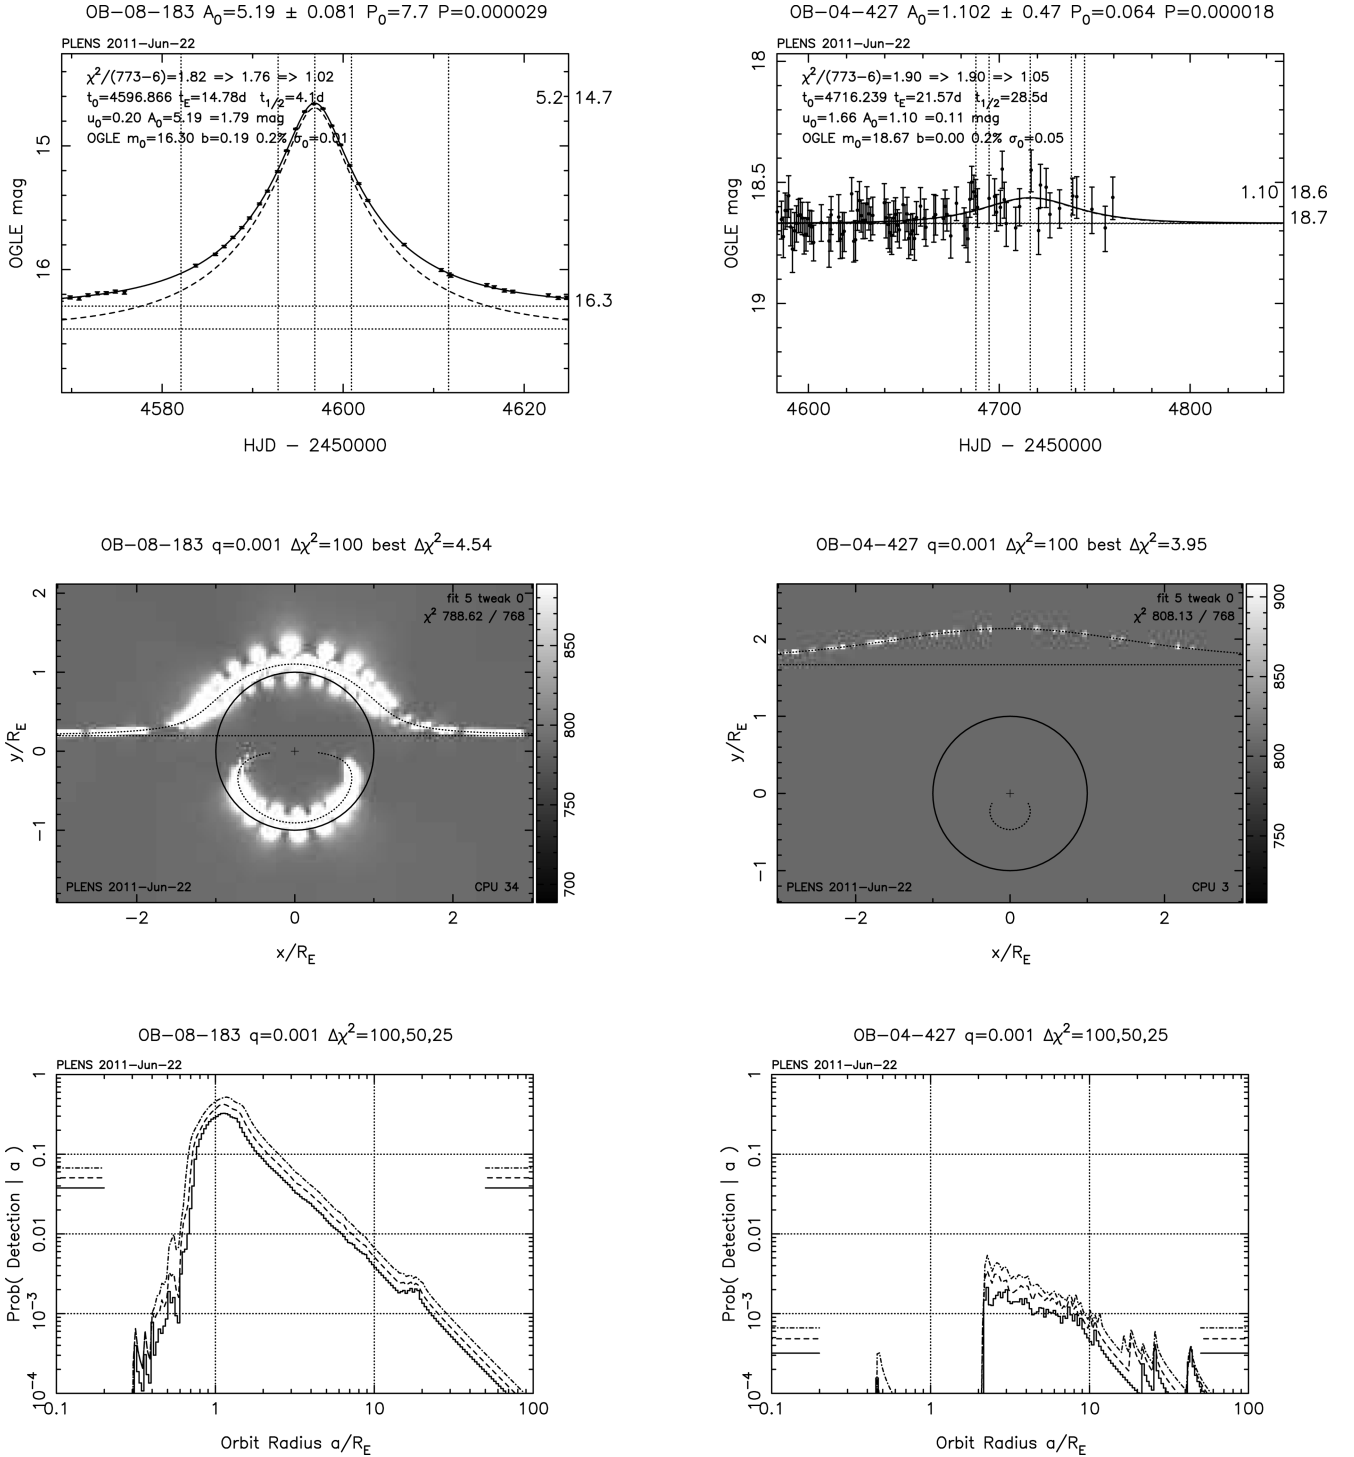 OB−08−183 A₀=5.19 ± 0.081 P₀=7.7 P=0.000029
PLENS 2011−Jun−22
χ²/(773−6)=1.82 => 1.76 => 1.02
t₀=4596.866 t_E=14.78d t₁/₂=4.1d
u₀=0.20 A₀=5.19 =1.79 mag
OGLE m₀=16.30 b=0.19 0.2% σ₀=0.01
5.2 14.7
16.3
15
16
OGLE mag
4580 4600 4620
HJD − 2450000
OB−04−427 A₀=1.102 ± 0.47 P₀=0.064 P=0.000018
PLENS 2011−Jun−22
χ²/(773−6)=1.90 => 1.90 => 1.05
t₀=4716.239 t_E=21.57d t₁/₂=28.5d
u₀=1.66 A₀=1.10 =0.11 mag
OGLE m₀=18.67 b=0.00 0.2% σ₀=0.05
1.10 18.6
18.7
18
18.5
19
OGLE mag
4600 4700 4800
HJD − 2450000
OB−08−183 q=0.001 Δχ²=100 best Δχ²=4.54
fit 5 tweak 0
χ² 788.62 / 768
2
1
0
−1
y/R_E
850
800
750
700
PLENS 2011−Jun−22 CPU 34
−2 0 2
x/R_E
OB−04−427 q=0.001 Δχ²=100 best Δχ²=3.95
fit 5 tweak 0
χ² 808.13 / 768
2
1
0
−1
y/R_E
900
850
800
750
PLENS 2011−Jun−22 CPU 3
−2 0 2
x/R_E
OB−08−183 q=0.001 Δχ²=100,50,25
PLENS 2011−Jun−22
1
0.1
0.01
10⁻³
10⁻⁴
Prob( Detection | a )
0.1 1 10 100
Orbit Radius a/R_E
OB−04−427 q=0.001 Δχ²=100,50,25
PLENS 2011−Jun−22
1
0.1
0.01
10⁻³
10⁻⁴
Prob( Detection | a )
0.1 1 10 100
Orbit Radius a/R_E